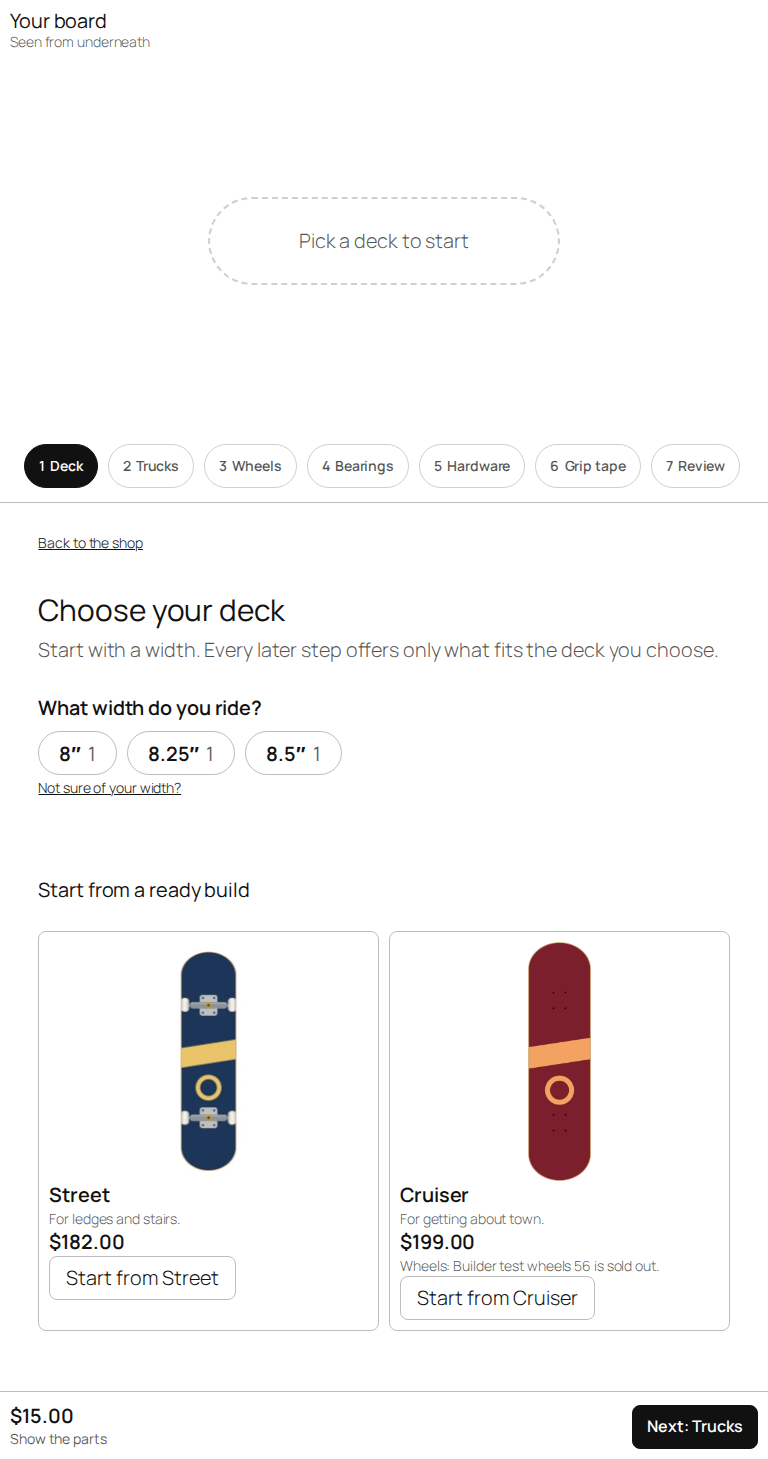 Your board
Seen from underneath
Pick a deck to start
1 Deck
2 Trucks
3 Wheels
4 Bearings
5 Hardware
6 Grip tape
7 Review
Back to the shop
Choose your deck
Start with a width. Every later step offers only what fits the deck you choose.
What width do you ride?
8″ 1
8.25″ 1
8.5″ 1
Not sure of your width?
Start from a ready build
Street
For ledges and stairs.
$182.00
Start from Street
Cruiser
For getting about town.
$199.00
Wheels: Builder test wheels 56 is sold out.
Start from Cruiser
$15.00
Show the parts
Next: Trucks